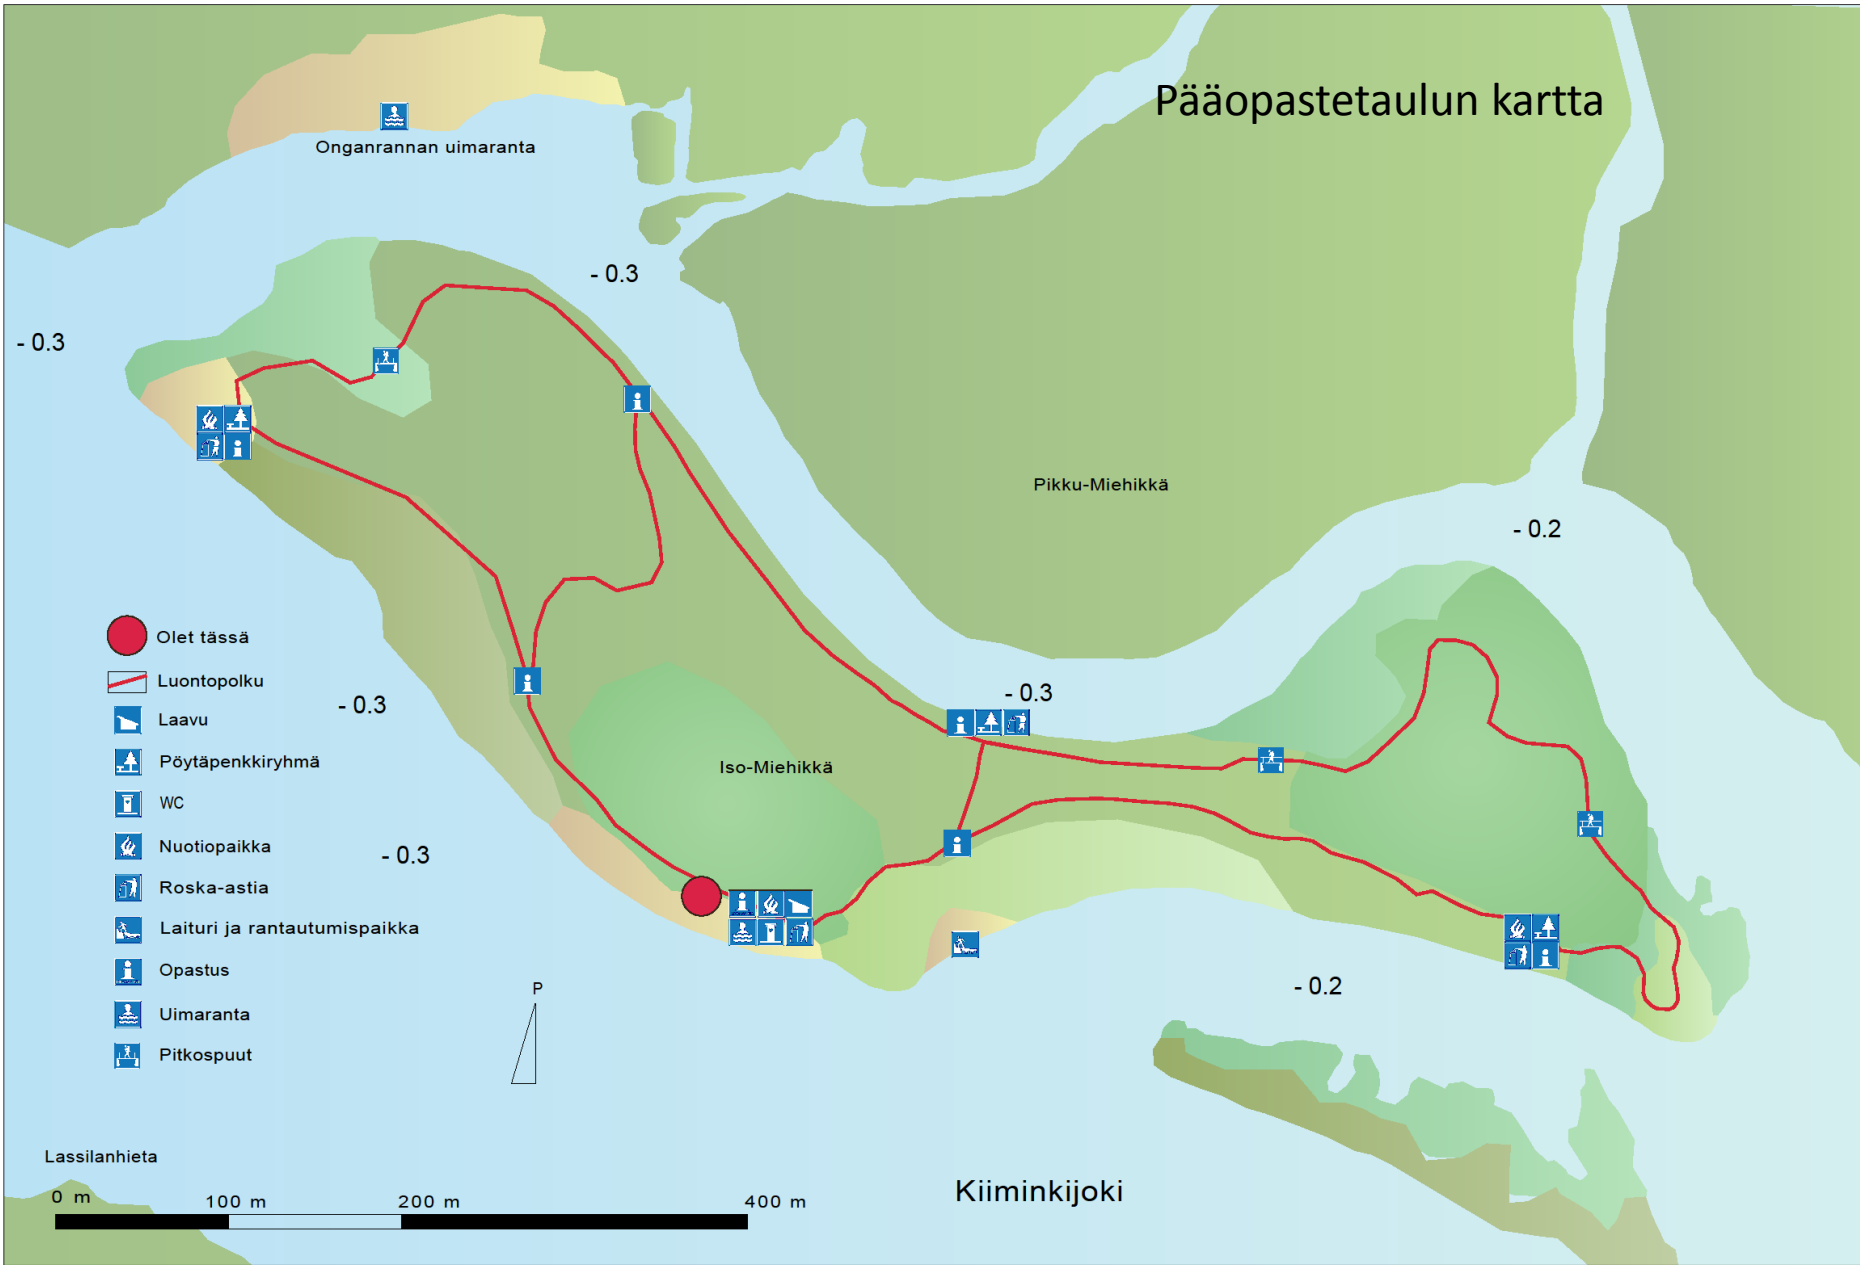 Pääopastetaulun kartta
Onganrannan uimaranta
- 0.3
- 0.3
Pikku-Miehikkä
- 0.2
- 0.3
- 0.3
Iso-Miehikkä
- 0.3
- 0.2
Olet tässä
Luontopolku
Laavu
Pöytäpenkkiryhmä
WC
Nuotiopaikka
Roska-astia
Laituri ja rantautumispaikka
Opastus
Uimaranta
Pitkospuut
P
Lassilanhieta
0 m 100 m 200 m 400 m
Kiiminkijoki